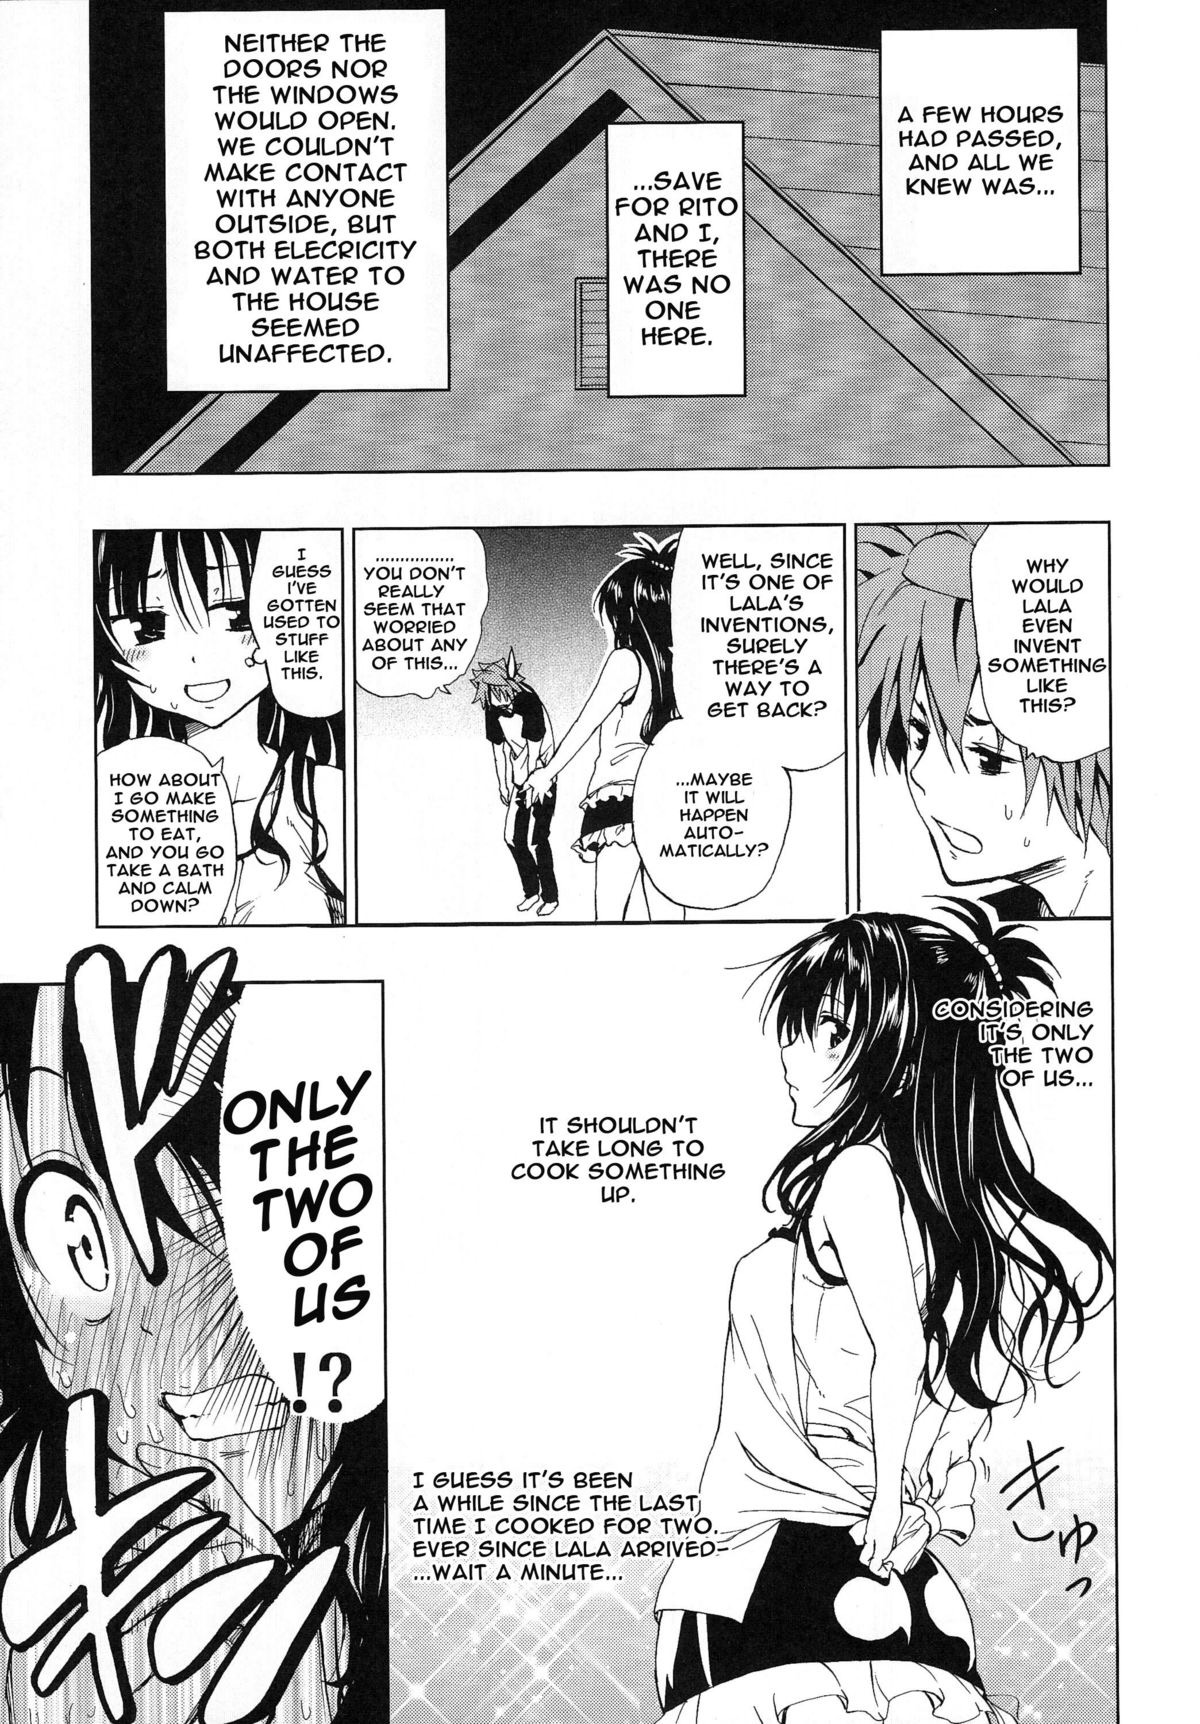 A FEW HOURS
HAD PASSED,
AND ALL WE
KNEW WAS...
...SAVE
FOR RITO
AND I,
THERE
WAS NO
ONE
HERE.
NEITHER THE
DOORS NOR
THE WINDOWS
WOULD OPEN.
WE COULDN'T
MAKE CONTACT
WITH ANYONE
OUTSIDE, BUT
BOTH ELECRICITY
AND WATER TO
THE HOUSE
SEEMED
UNAFFECTED.
WHY
WOULD
LALA
EVEN
INVENT
SOMETHING
LIKE
THIS?
WELL, SINCE
IT'S ONE OF
LALA'S
INVENTIONS,
SURELY
THERE'S A
WAY TO
GET BACK?
...MAYBE
IT WILL
HAPPEN
AUTO-
MATICALLY?
................
YOU DON'T
REALLY
SEEM THAT
WORRIED
ABOUT ANY
OF THIS...
I
GUESS
I'VE
GOTTEN
USED TO
STUFF
LIKE
THIS.
HOW ABOUT
I GO MAKE
SOMETHING
TO EAT,
AND YOU GO
TAKE A BATH
AND CALM
DOWN?
CONSIDERING
IT'S ONLY
THE TWO
OF US...
IT SHOULDN'T
TAKE LONG TO
COOK SOMETHING
UP.
きゅっ
I GUESS IT'S BEEN
A WHILE SINCE THE LAST
TIME I COOKED FOR TWO.
EVER SINCE LALA ARRIVED-
...WAIT A MINUTE...
ONLY
THE
TWO
OF
US
!?
ドキ